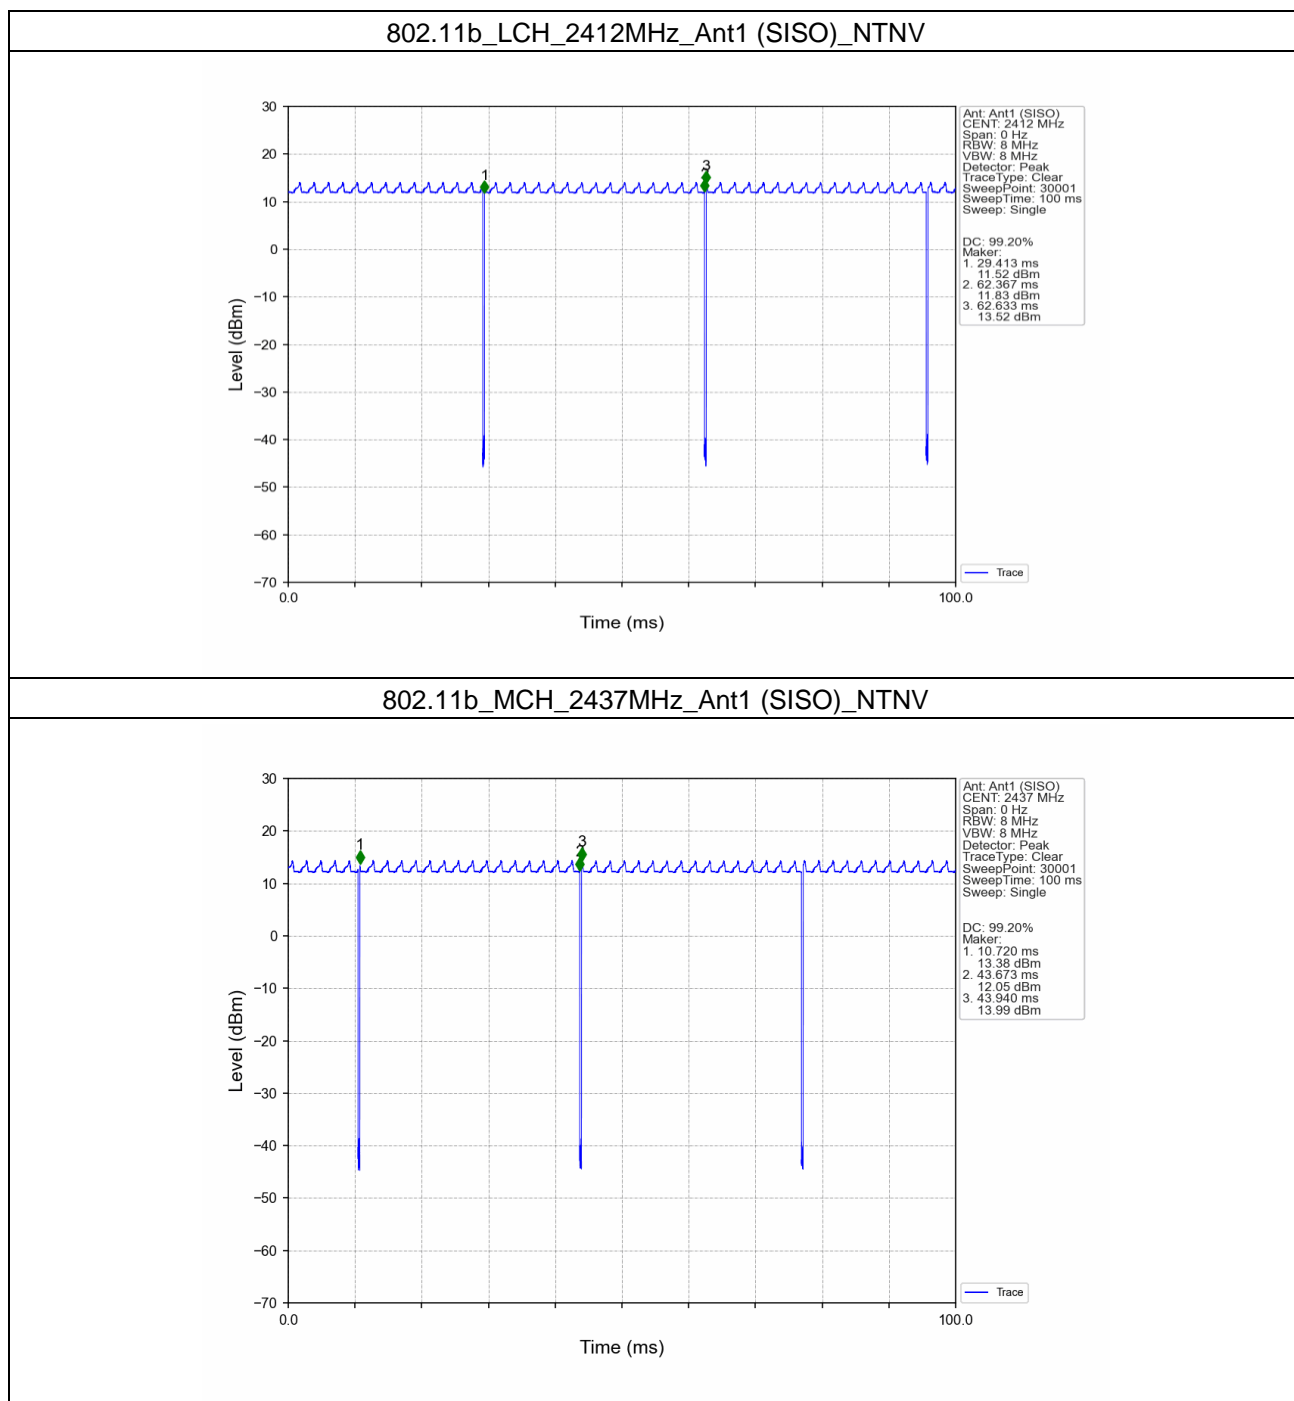 802.11b_LCH_2412MHz_Ant1 (SISO)_NTNV
30
20
10
0
−10
−20
−30
−40
−50
−60
−70
Level (dBm)
1
3
0.0
100.0
Time (ms)
Ant: Ant1 (SISO)
CENT: 2412 MHz
Span: 0 Hz
RBW: 8 MHz
VBW: 8 MHz
Detector: Peak
TraceType: Clear
SweepPoint: 30001
SweepTime: 100 ms
Sweep: Single
DC: 99.20%
Maker:
1. 29.413 ms
11.52 dBm
2. 62.367 ms
11.83 dBm
3. 62.633 ms
13.52 dBm
Trace
802.11b_MCH_2437MHz_Ant1 (SISO)_NTNV
30
20
10
0
−10
−20
−30
−40
−50
−60
−70
Level (dBm)
1
3
0.0
100.0
Time (ms)
Ant: Ant1 (SISO)
CENT: 2437 MHz
Span: 0 Hz
RBW: 8 MHz
VBW: 8 MHz
Detector: Peak
TraceType: Clear
SweepPoint: 30001
SweepTime: 100 ms
Sweep: Single
DC: 99.20%
Maker:
1. 10.720 ms
13.38 dBm
2. 43.673 ms
12.05 dBm
3. 43.940 ms
13.99 dBm
Trace